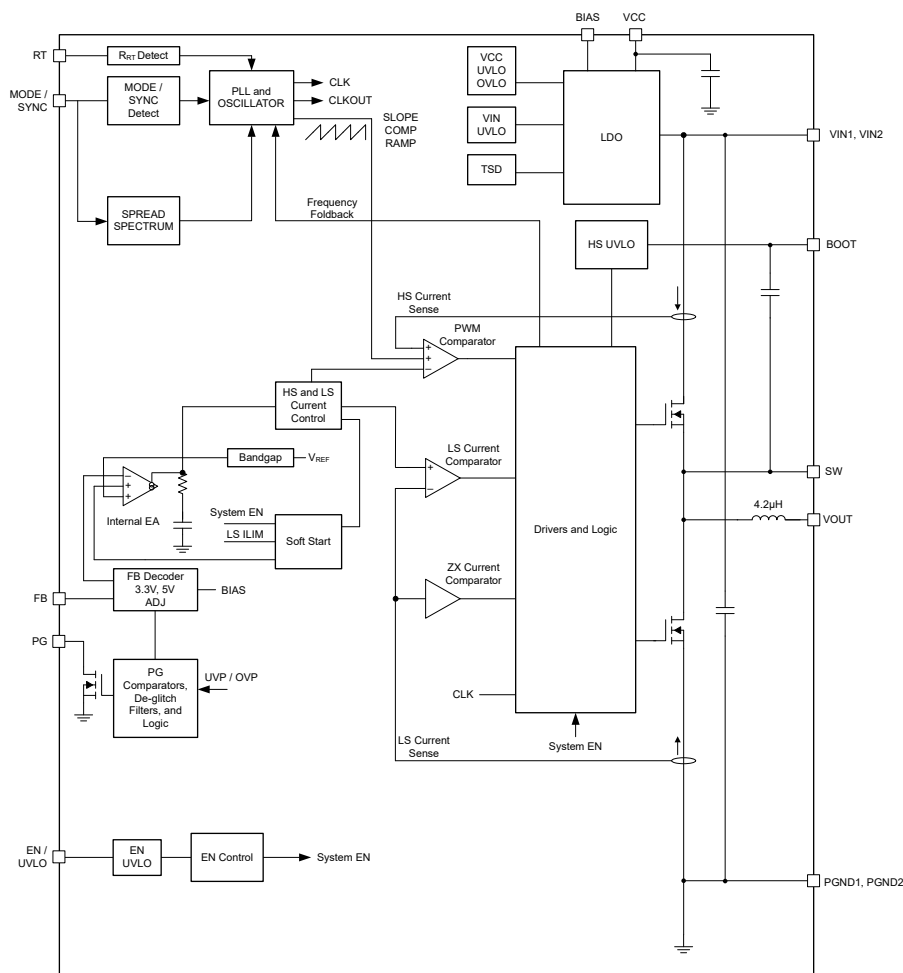 BIAS
VCC
RT
R_RT Detect
MODE /
SYNC
MODE /
SYNC
Detect
PLL and
OSCILLATOR
CLK
CLKOUT
SLOPE
COMP
RAMP
VCC
UVLO
OVLO
VIN
UVLO
TSD
LDO
VIN1, VIN2
SPREAD
SPECTRUM
Frequency
Foldback
HS UVLO
BOOT
HS Current
Sense
PWM
Comparator
HS and LS
Current
Control
Bandgap
V_REF
LS Current
Comparator
SW
4.2µH
VOUT
Internal EA
System EN
LS ILIM
Soft Start
Drivers and Logic
ZX Current
Comparator
FB
FB Decoder
3.3V, 5V
ADJ
BIAS
PG
PG
Comparators,
De-glitch
Filters, and
Logic
UVP / OVP
CLK
System EN
LS Current
Sense
EN /
UVLO
EN
UVLO
EN Control
System EN
PGND1, PGND2